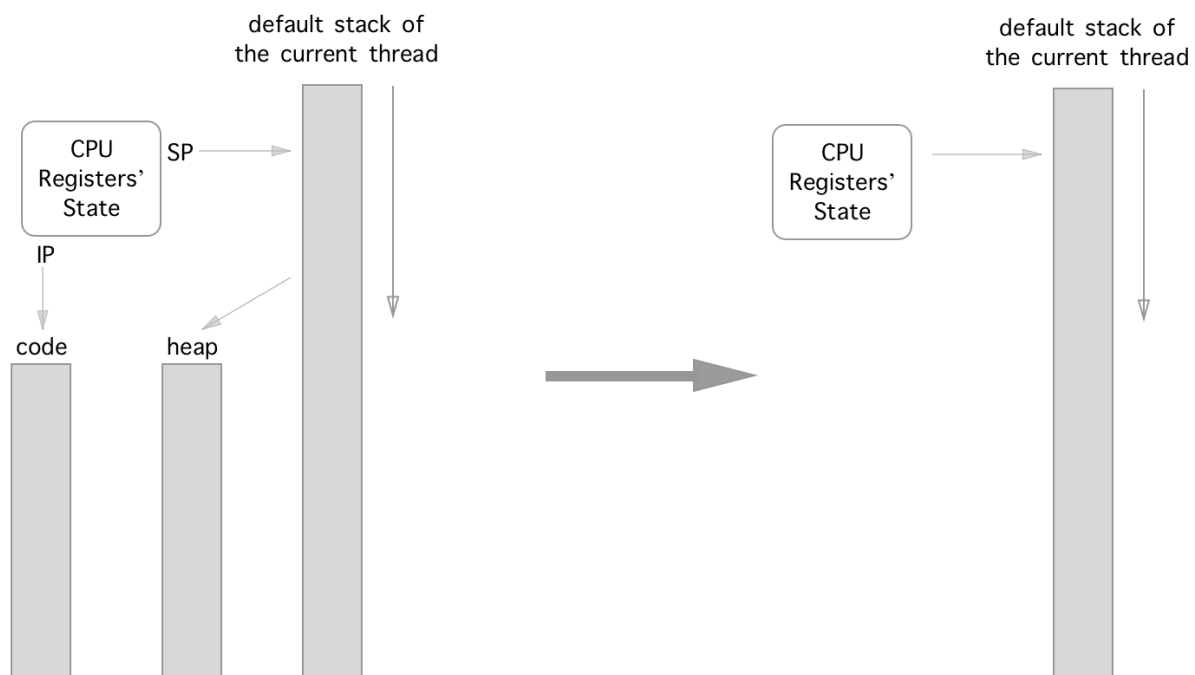 default stack of
the current thread
CPU
Registers’
State
SP
IP
code
heap
default stack of
the current thread
CPU
Registers’
State